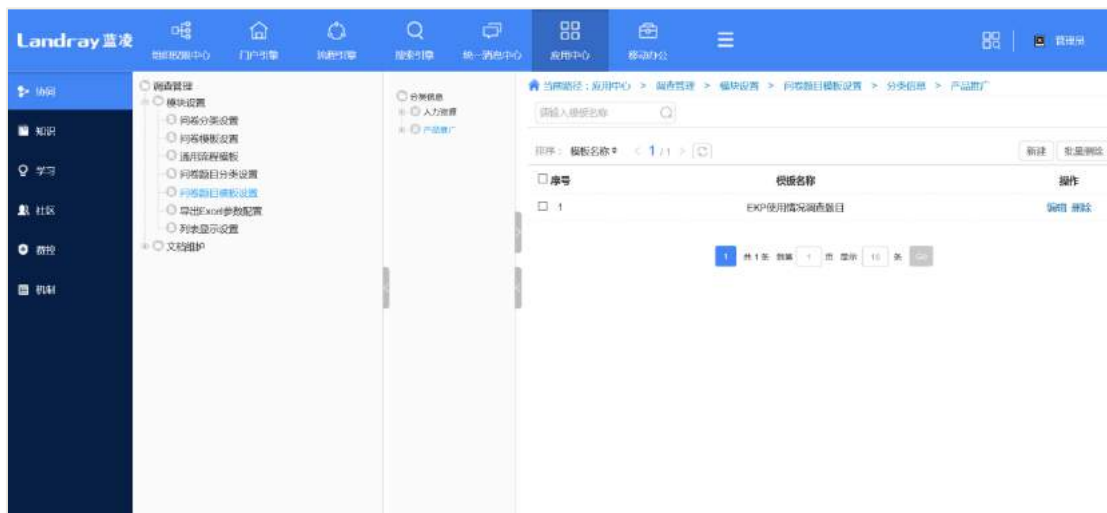 Landray蓝凌
组织权限中心
门户引擎
流程引擎
搜索引擎
统一消息中心
应用中心
移动办公
管理员
协同
知识
学习
社区
费控
机制
调查管理
模块设置
问卷分类设置
问卷模板设置
通用流程模板
问卷题目分类设置
问卷题目模板设置
导出Excel参数配置
列表显示设置
文档维护
分类信息
人力资源
产品推广
当前路径：应用中心 > 调查管理 > 模块设置 > 问卷题目模板设置 > 分类信息 > 产品推广
请输入模板名称
排序： 模板名称 < 1 / 1 > 新建 批量删除
序号 模板名称 操作
1 EKP使用情况调查题目 编辑 删除
1 共 1 条 到第 1 页 显示 10 条 Go